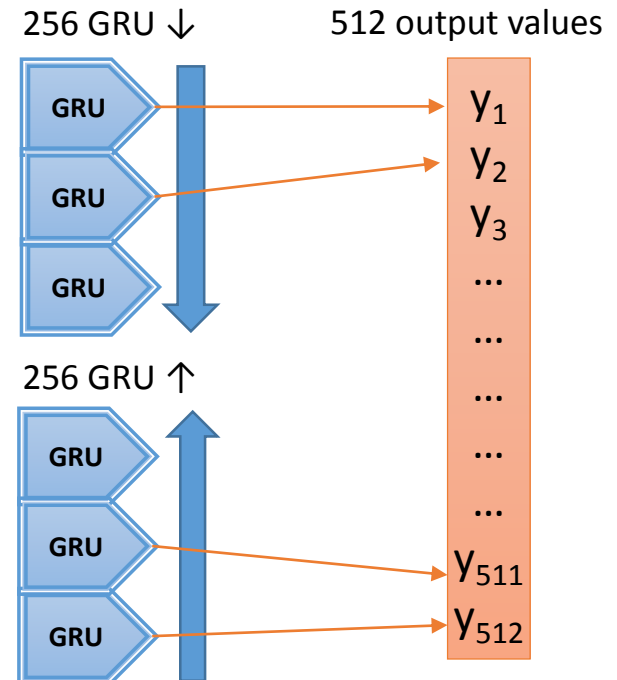 256 GRU ↓
512 output values
GRU
GRU
GRU
256 GRU ↑
GRU
GRU
GRU
y₁
y₂
y₃
...
...
...
...
...
y₅₁₁
y₅₁₂